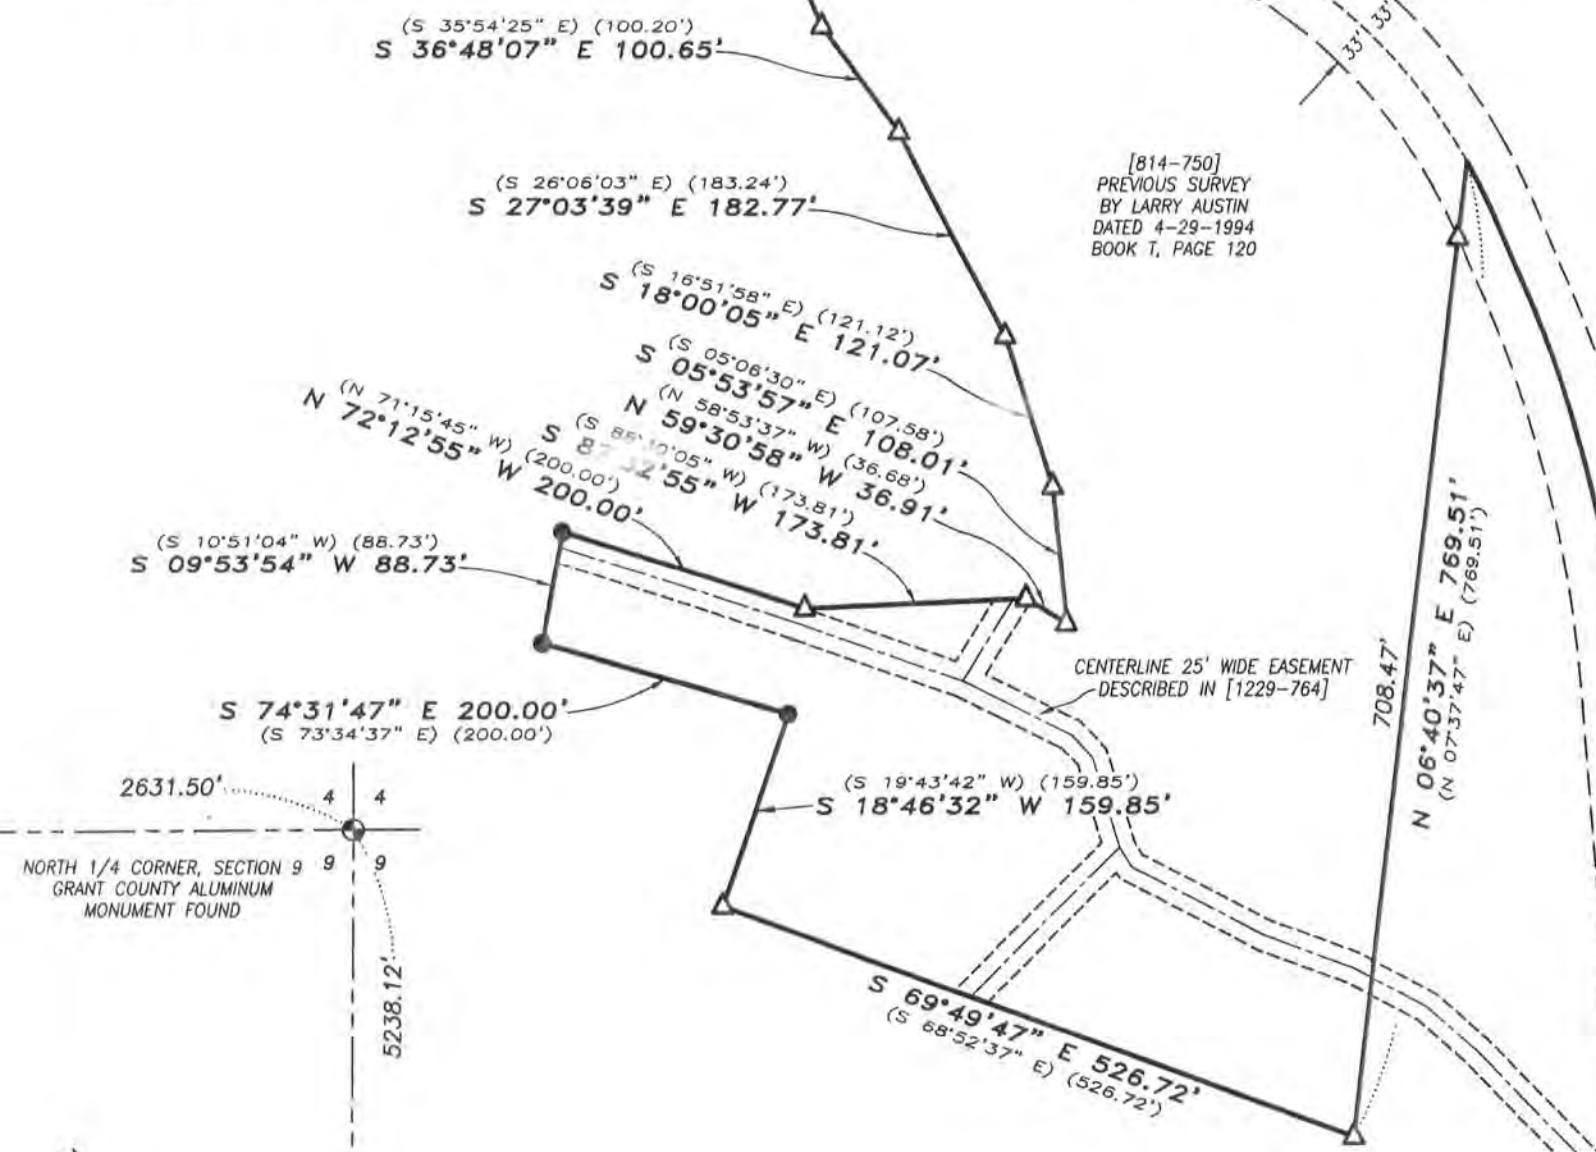 (S 35°54'25" E) (100.20')
S 36°48'07" E 100.65'
33' 33'
[814-750]
PREVIOUS SURVEY
BY LARRY AUSTIN
DATED 4-29-1994
BOOK T, PAGE 120
(S 26°06'03" E) (183.24')
S 27°03'39" E 182.77'
(S 16°51'58" E) (121.12')
S 18°00'05" E 121.07'
(S 05°06'30" E) (107.58')
S 05°53'57" E 108.01'
(N 58°53'37" W) (36.68')
N 59°30'58" W 36.91'
(S W) (173.81')
S W 173.81'
(N 71°15'45" W) (200.00')
N 72°12'55" W 200.00'
(S 10°51'04" W) (88.73')
S 09°53'54" W 88.73'
N 06°40'37" E 769.51'
(N 07°37'47" E) (769.51')
708.47'
CENTERLINE 25' WIDE EASEMENT
DESCRIBED IN [1229-764]
S 74°31'47" E 200.00'
(S 73°34'37" E) (200.00')
2631.50'
4 4
9 9
NORTH 1/4 CORNER, SECTION 9
GRANT COUNTY ALUMINUM
MONUMENT FOUND
5238.12'
(S 19°43'42" W) (159.85')
S 18°46'32" W 159.85'
S 69°49'47" E 526.72'
(S 68°52'37" E) (526.72')